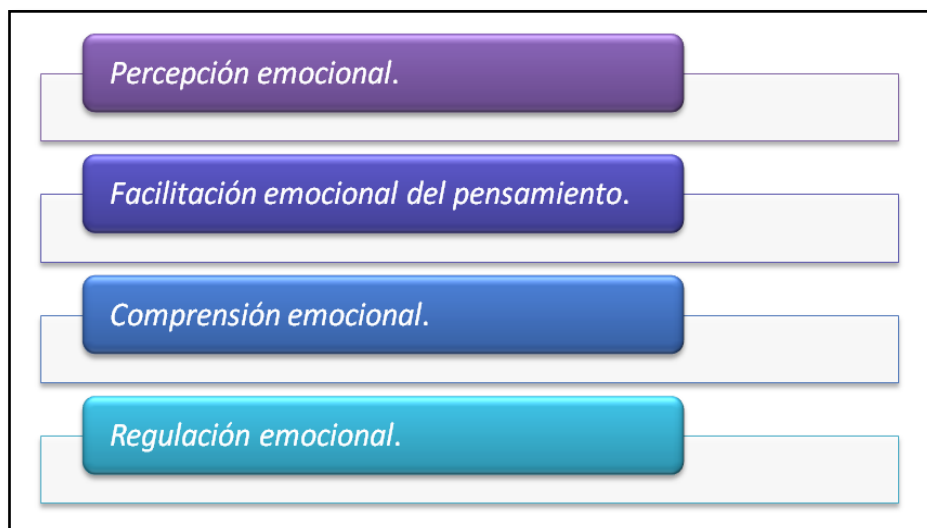 Percepción emocional.
Facilitación emocional del pensamiento.
Comprensión emocional.
Regulación emocional.